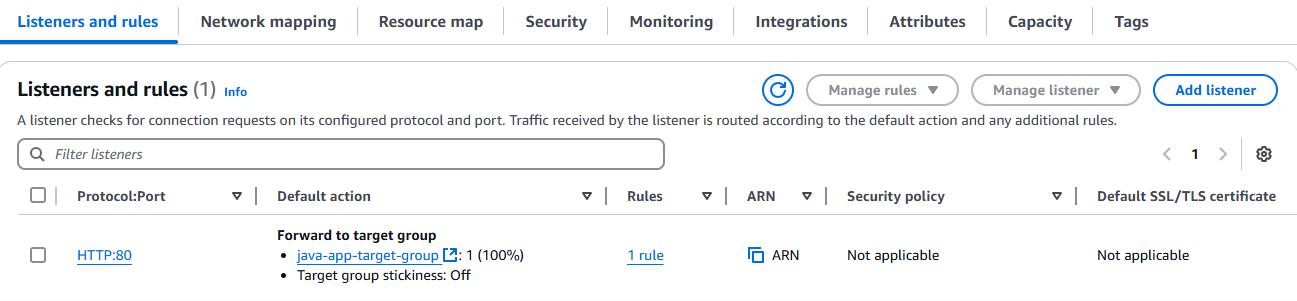 Listeners and rules Network mapping Resource map Security Monitoring Integrations Attributes Capacity Tags
Listeners and rules (1) Info Manage rules Manage listener Add listener
A listener checks for connection requests on its configured protocol and port. Traffic received by the listener is routed according to the default action and any additional rules.
Filter listeners 1
Protocol:Port Default action Rules ARN Security policy Default SSL/TLS certificate
Forward to target group
HTTP:80 • java-app-target-group : 1 (100%) 1 rule ARN Not applicable Not applicable
• Target group stickiness: Off